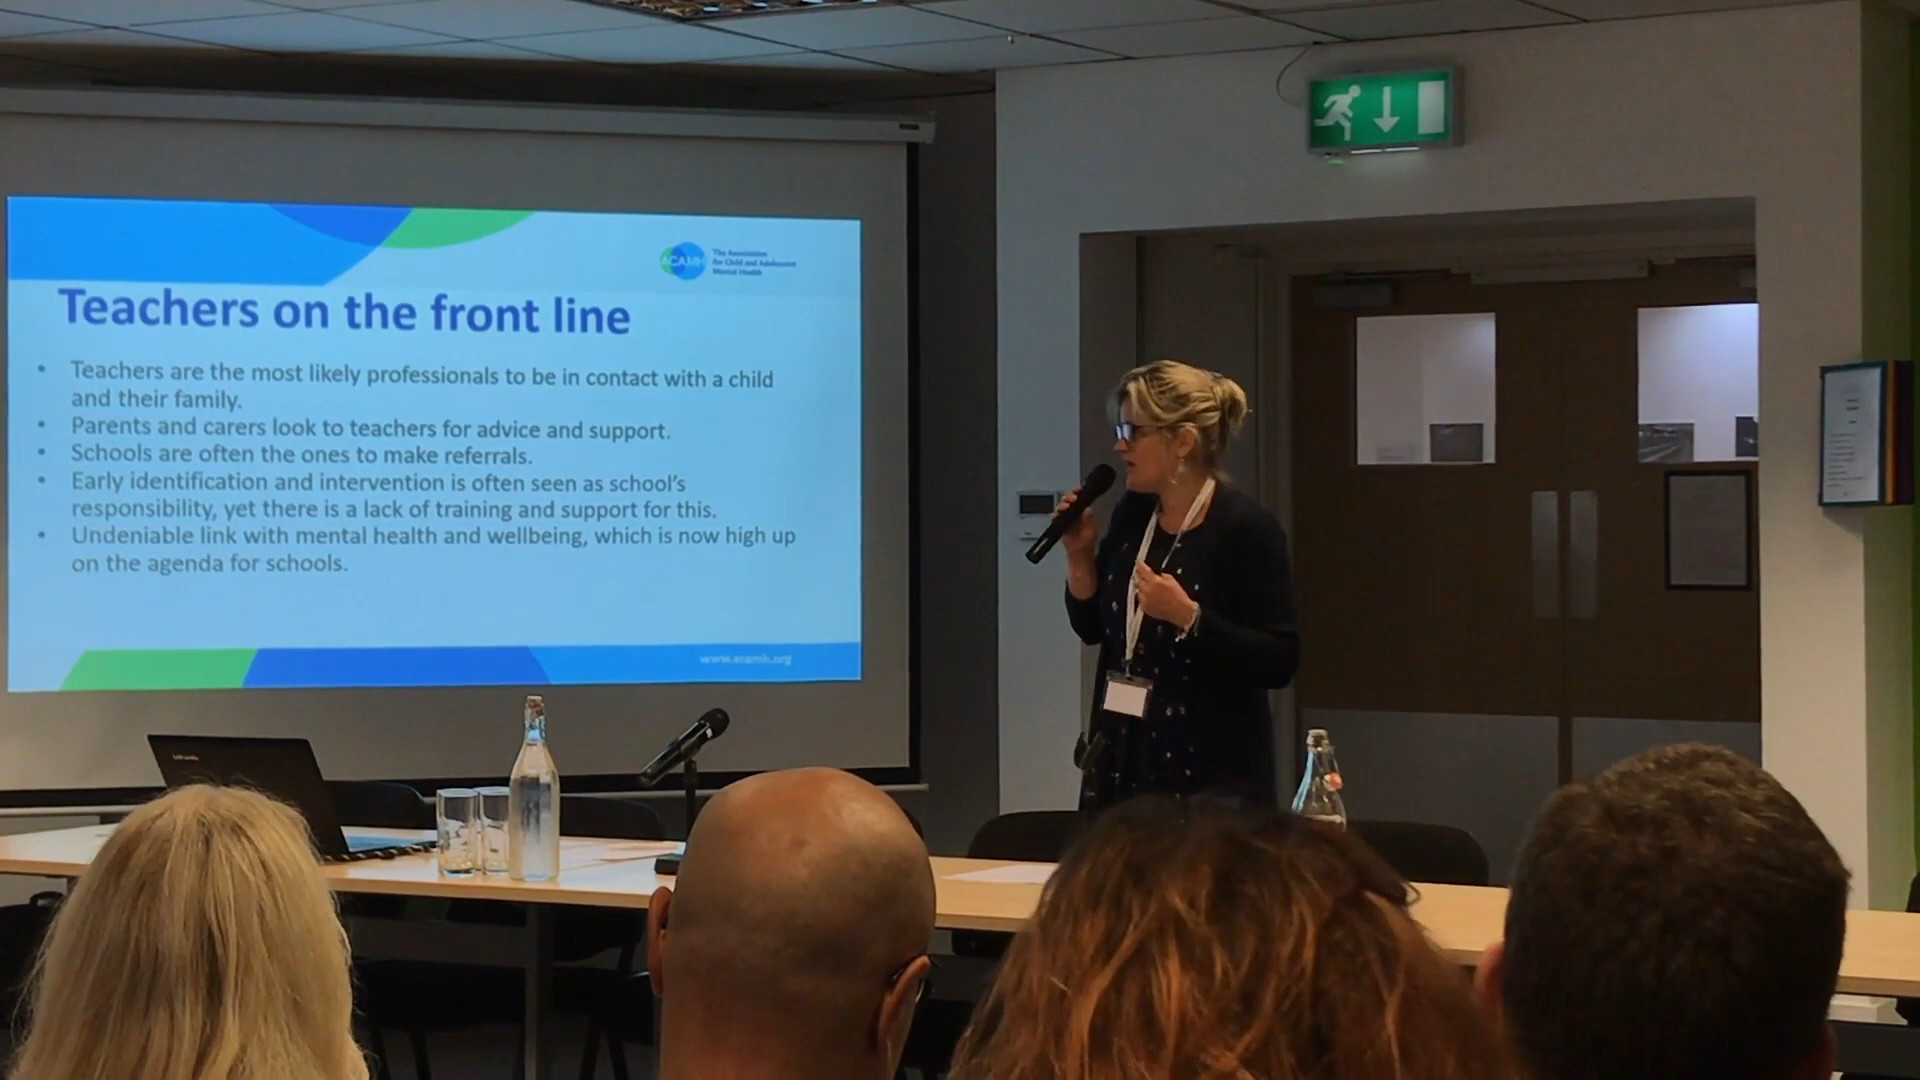 ACAMH
The Association
for Child and Adolescent
Mental Health
Teachers on the front line
• Teachers are the most likely professionals to be in contact with a child
and their family.
• Parents and carers look to teachers for advice and support.
• Schools are often the ones to make referrals.
• Early identification and intervention is often seen as school's
responsibility, yet there is a lack of training and support for this.
• Undeniable link with mental health and wellbeing, which is now high up
on the agenda for schools.
www.acamh.org